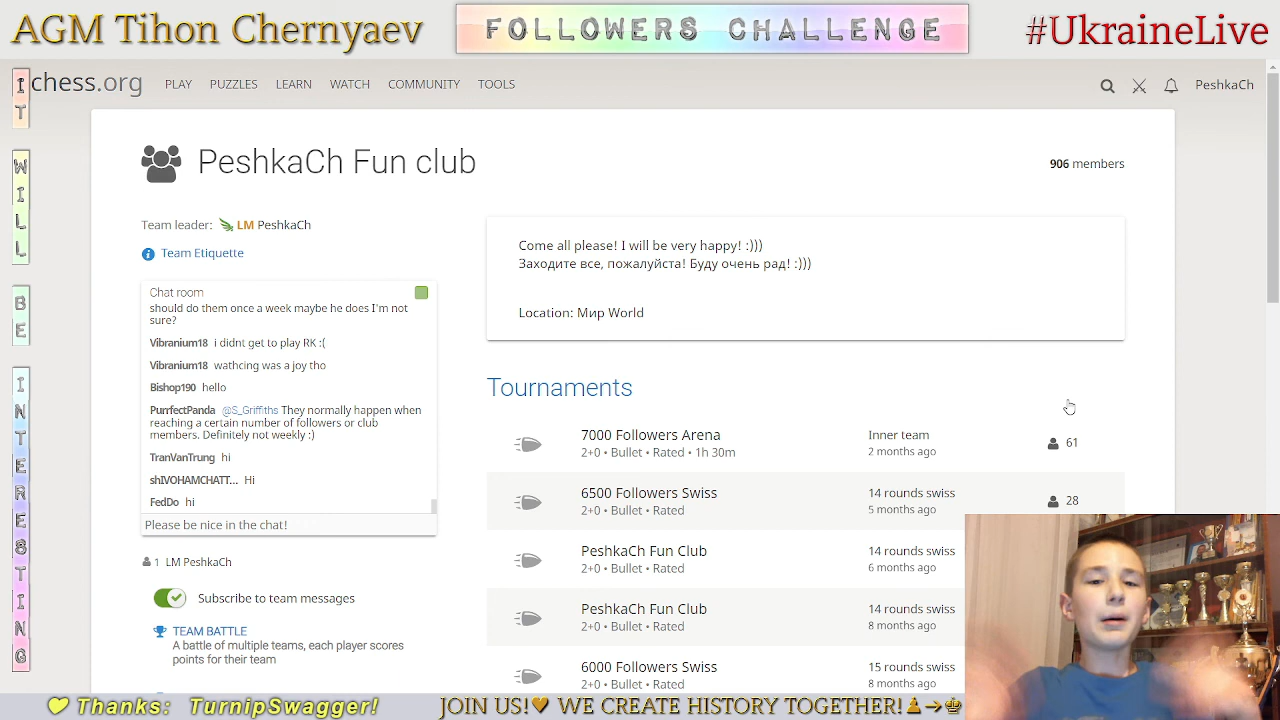 AGM Tihon Chernyaev
FOLLOWERS CHALLENGE
#UkraineLive
IT WILL BE INTERE8TING
chess.org
PLAY PUZZLES LEARN WATCH COMMUNITY TOOLS
PeshkaCh
PeshkaCh Fun club
906 members
Team leader: LM PeshkaCh
Team Etiquette
Come all please! I will be very happy! :)))
Заходите все, пожалуйста! Буду очень рад! :)))
Location: Мир World
Chat room
should do them once a week maybe he does I'm not
sure?
Vibranium18 i didnt get to play RK :(
Vibranium18 wathcing was a joy tho
Bishop190 hello
PurrfectPanda @S_Griffiths They normally happen when
reaching a certain number of followers or club
members. Definitely not weekly :)
TranVanTrung hi
shIVOHAMCHATT... Hi
FedDo hi
Please be nice in the chat!
1 LM PeshkaCh
Subscribe to team messages
TEAM BATTLE
A battle of multiple teams, each player scores
points for their team
Tournaments
7000 Followers Arena Inner team 61
2+0 • Bullet • Rated • 1h 30m 2 months ago
6500 Followers Swiss 14 rounds swiss 28
2+0 • Bullet • Rated 5 months ago
PeshkaCh Fun Club 14 rounds swiss
2+0 • Bullet • Rated 6 months ago
PeshkaCh Fun Club 14 rounds swiss
2+0 • Bullet • Rated 8 months ago
6000 Followers Swiss 15 rounds swiss
2+0 • Bullet • Rated 8 months ago
Thanks: TurnipSwagger!
JOIN US! WE CREATE HISTORY TOGETHER!